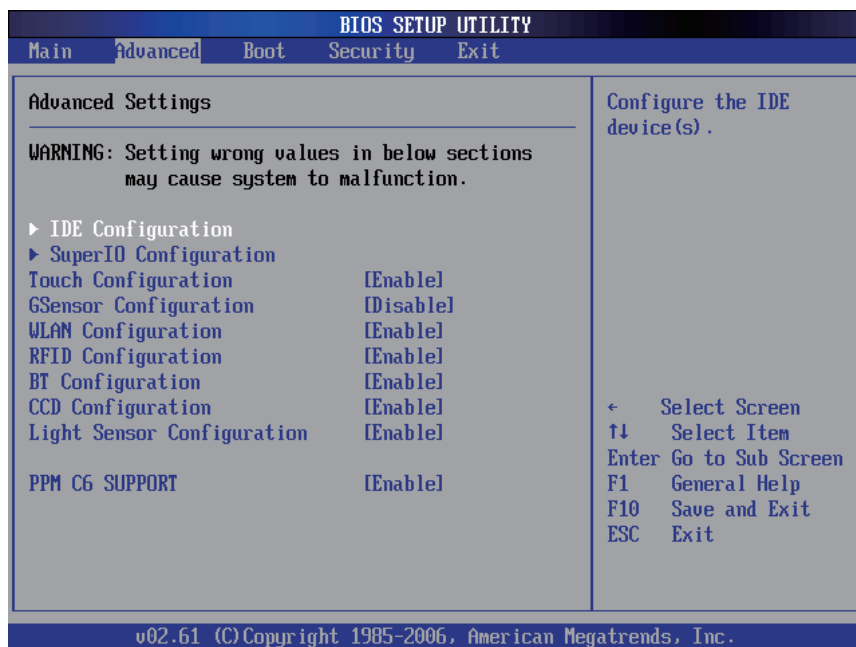 BIOS SETUP UTILITY
Main Advanced Boot Security Exit
Advanced Settings
WARNING: Setting wrong values in below sections
may cause system to malfunction.
▶ IDE Configuration
▶ SuperIO Configuration
Touch Configuration [Enable]
GSensor Configuration [Disable]
WLAN Configuration [Enable]
RFID Configuration [Enable]
BT Configuration [Enable]
CCD Configuration [Enable]
Light Sensor Configuration [Enable]
PPM C6 SUPPORT [Enable]
Configure the IDE
device(s).
← Select Screen
↑↓ Select Item
Enter Go to Sub Screen
F1 General Help
F10 Save and Exit
ESC Exit
v02.61 (C)Copyright 1985-2006, American Megatrends, Inc.